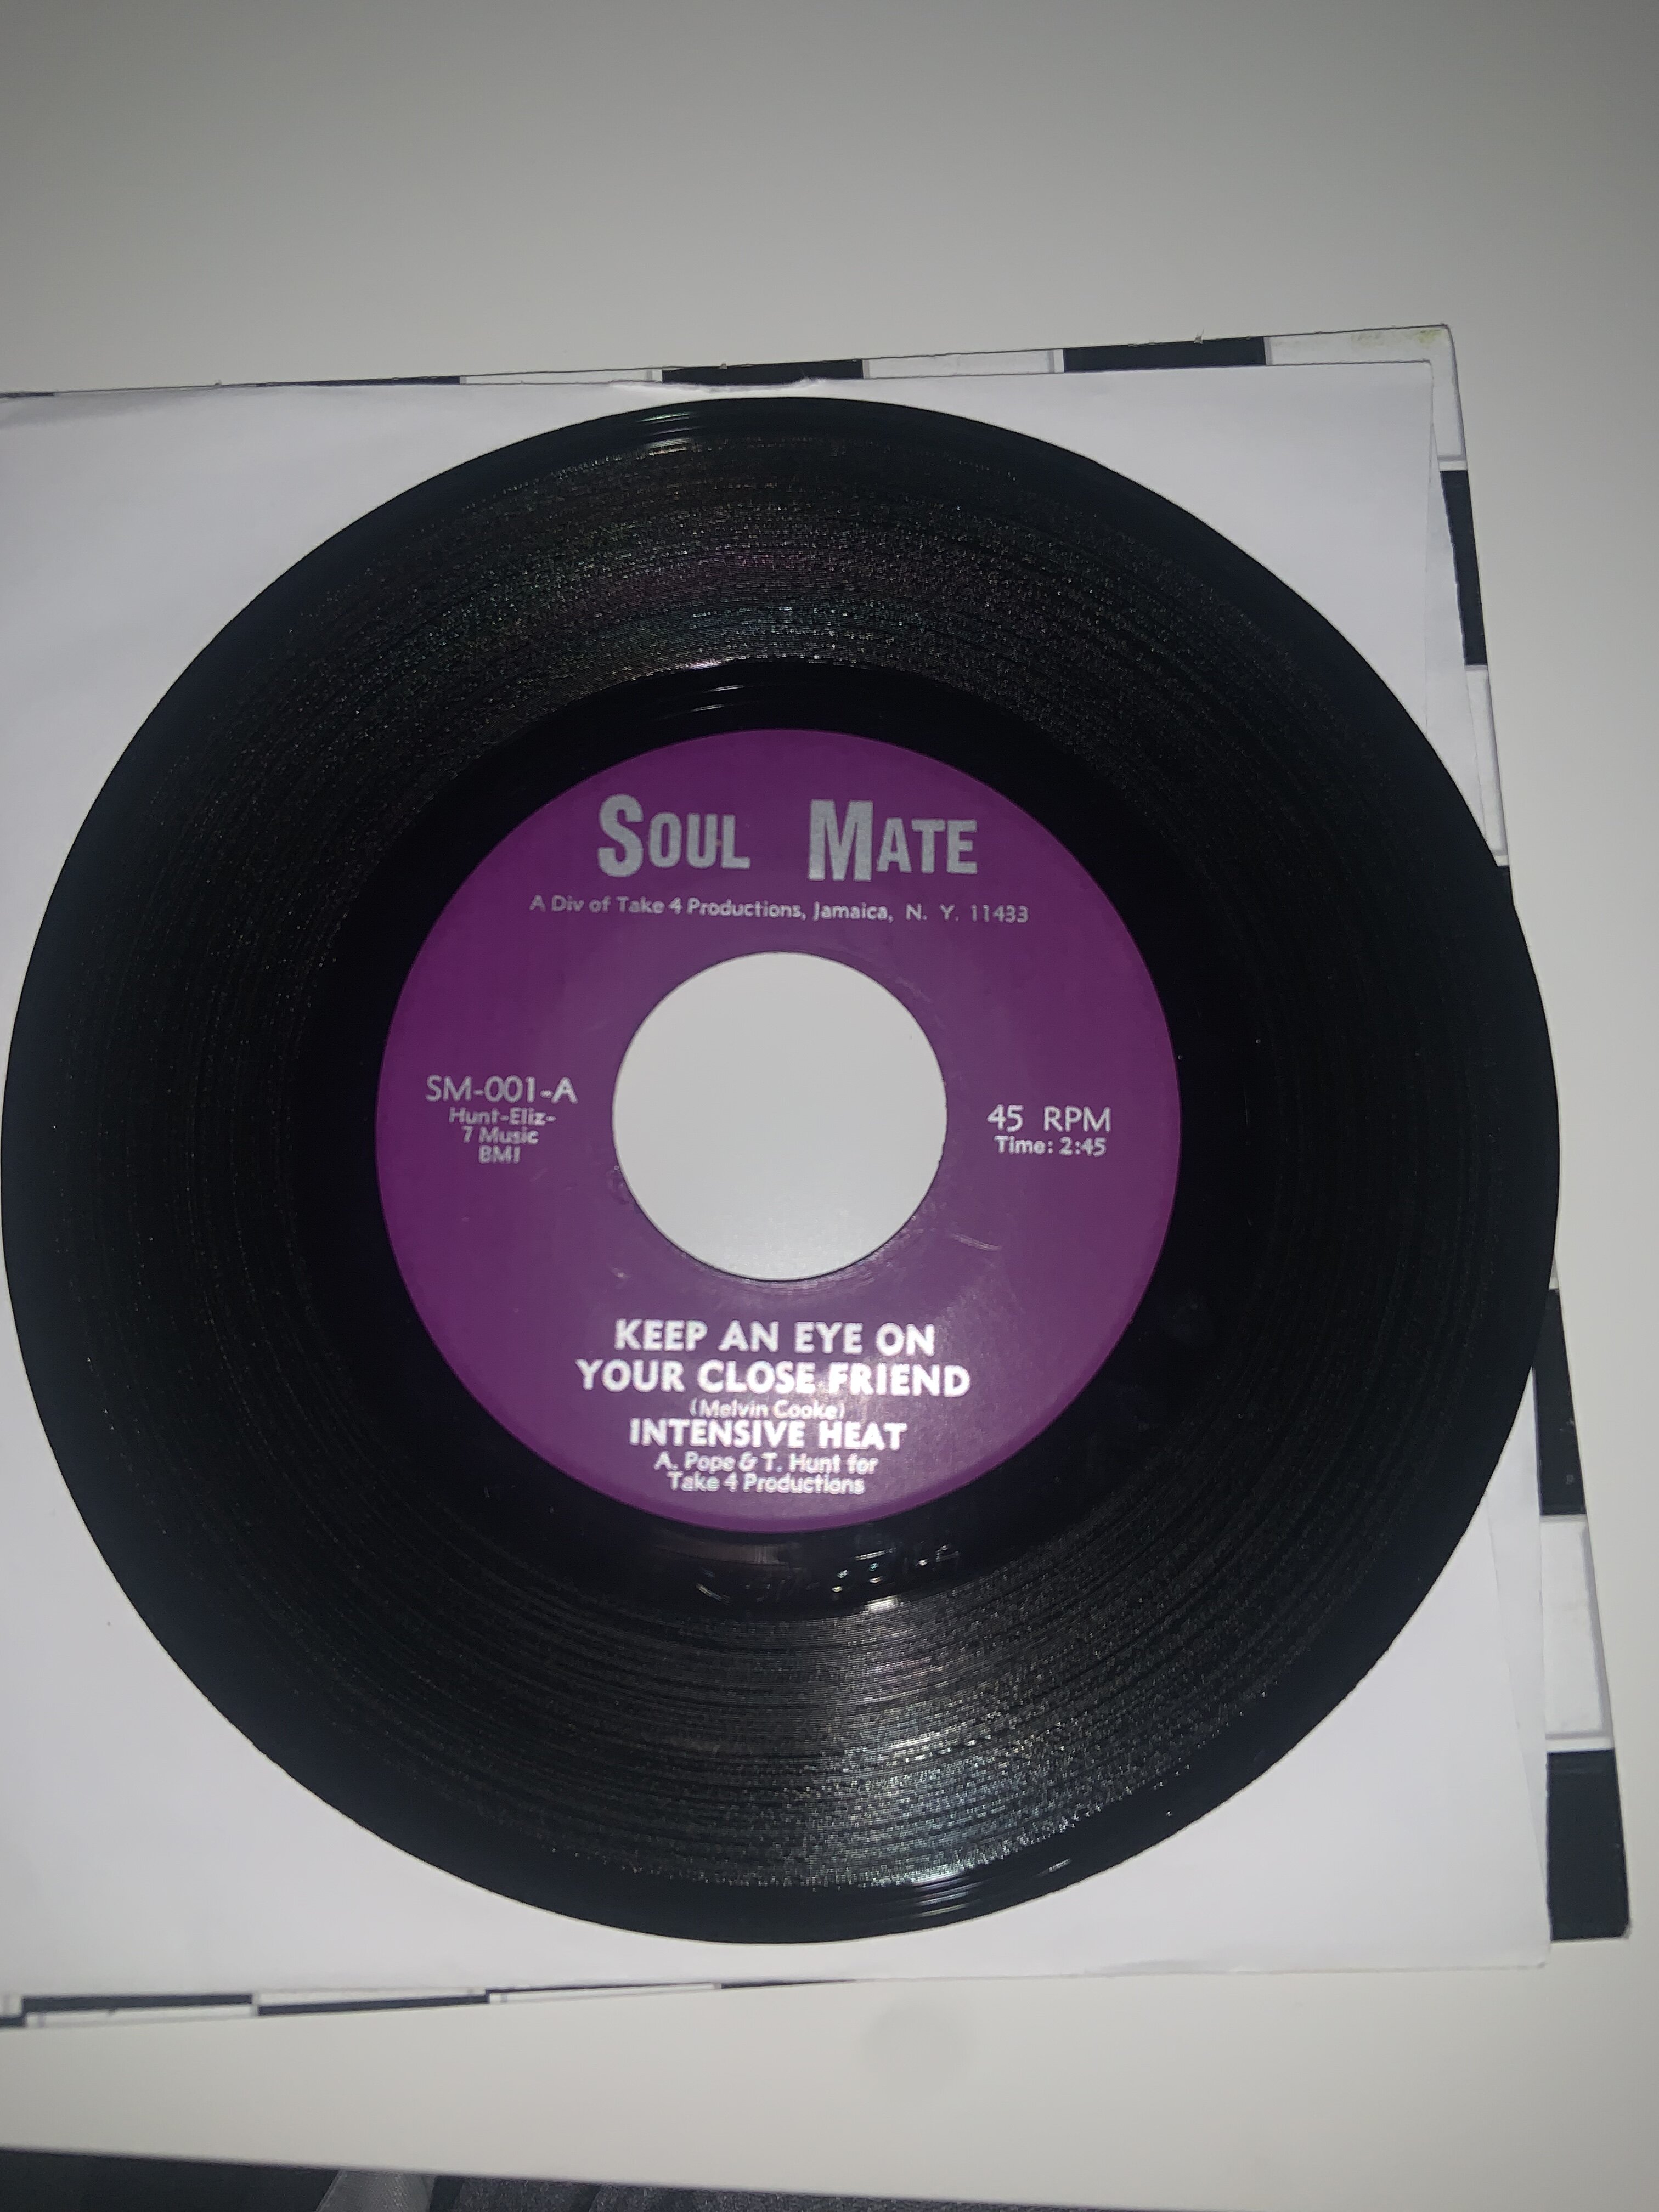 SOUL MATE
A Div of Take 4 Productions, Jamaica, N. Y. 11433
SM-001-A
Hunt-Eliz-
7 Music
BMI
45 RPM
Time: 2:45
KEEP AN EYE ON
YOUR CLOSE FRIEND
(Melvin Cooke)
INTENSIVE HEAT
A. Pope & T. Hunt for
Take 4 Productions